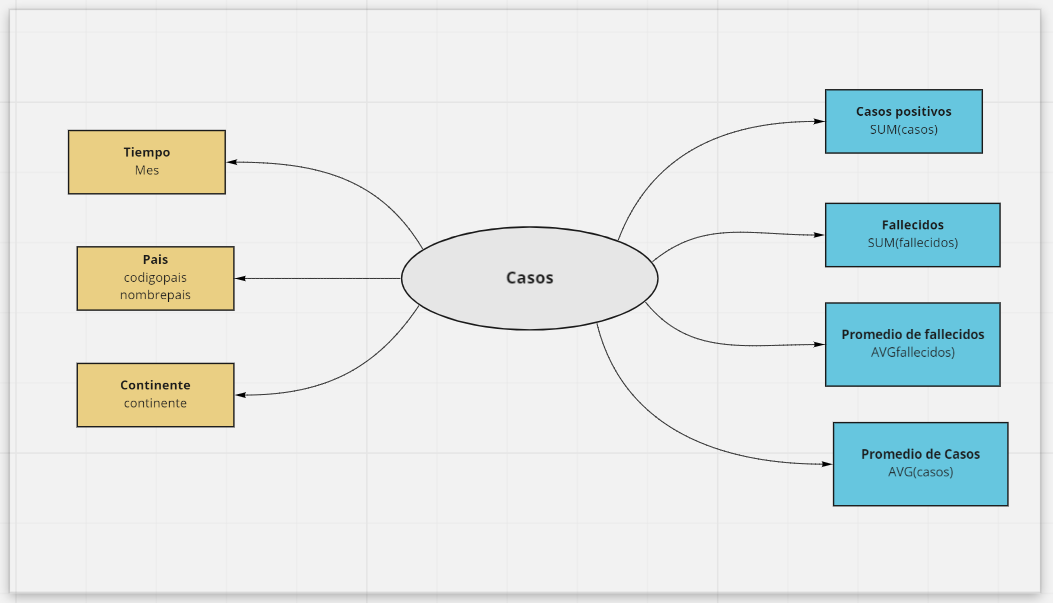 Tiempo
Mes
Pais
codigopais
nombrepais
Continente
continente
Casos
Casos positivos
SUM(casos)
Fallecidos
SUM(fallecidos)
Promedio de fallecidos
AVGfallecidos)
Promedio de Casos
AVG(casos)